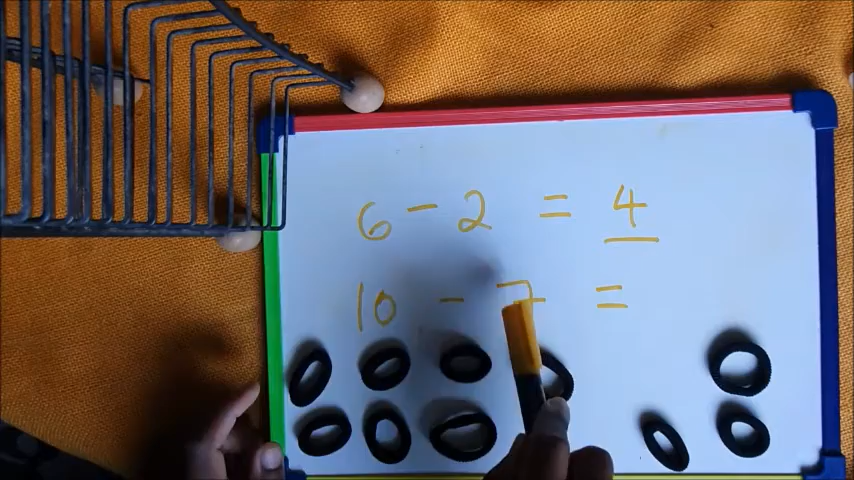 6 - 2 = 4
10 - 7 =